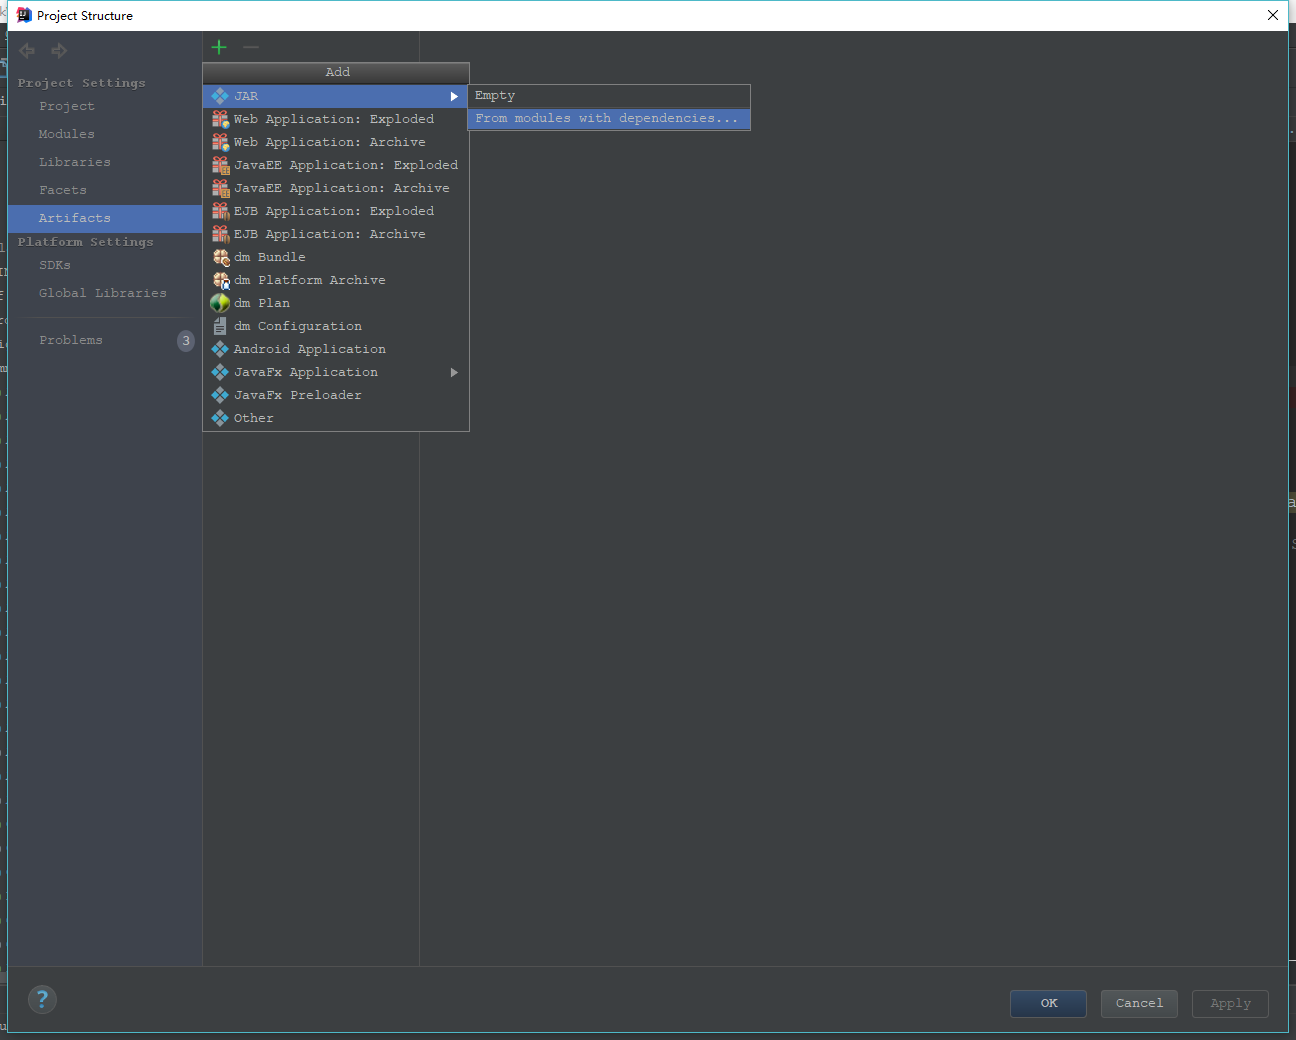 Project Structure
Project Settings
Project
Modules
Libraries
Facets
Artifacts
Platform Settings
SDKs
Global Libraries
Problems
3
Add
JAR
Web Application: Exploded
Web Application: Archive
JavaEE Application: Exploded
JavaEE Application: Archive
EJB Application: Exploded
EJB Application: Archive
dm Bundle
dm Platform Archive
dm Plan
dm Configuration
Android Application
JavaFx Application
JavaFx Preloader
Other
Empty
From modules with dependencies...
?
OK
Cancel
Apply